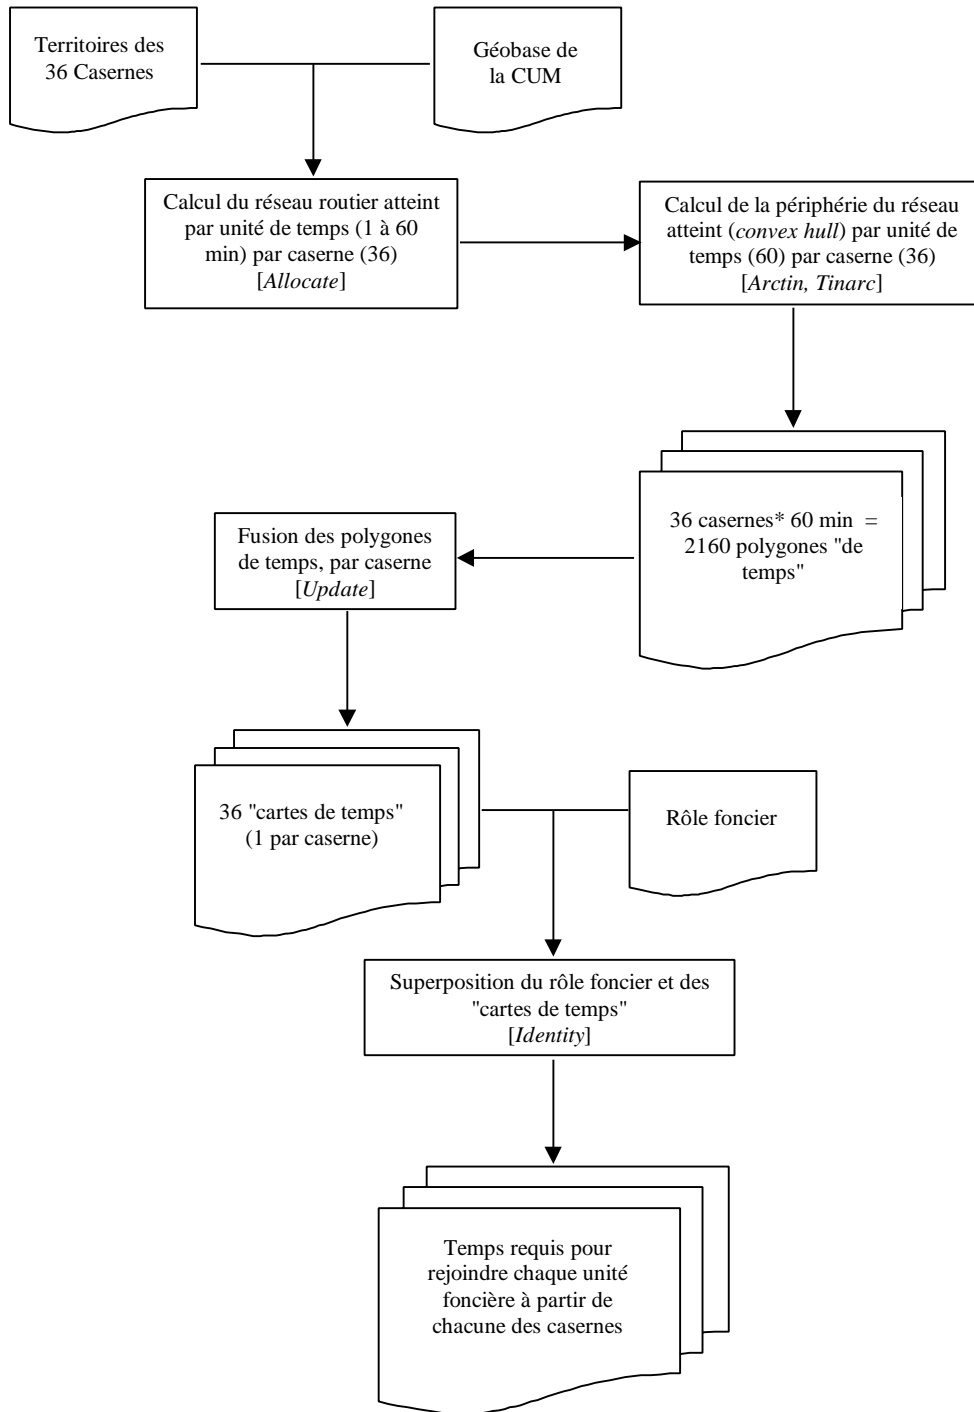 Territoires des
36 Casernes
Géobase de
la CUM
Calcul du réseau routier atteint
par unité de temps (1 à 60
min) par caserne (36)
[Allocate]
Calcul de la périphérie du réseau
atteint (convex hull) par unité de
temps (60) par caserne (36)
[Arctin, Tinarc]
36 casernes* 60 min =
2160 polygones "de
temps"
Fusion des polygones
de temps, par caserne
[Update]
36 "cartes de temps"
(1 par caserne)
Rôle foncier
Superposition du rôle foncier et des
"cartes de temps"
[Identity]
Temps requis pour
rejoindre chaque unité
foncière à partir de
chacune des casernes